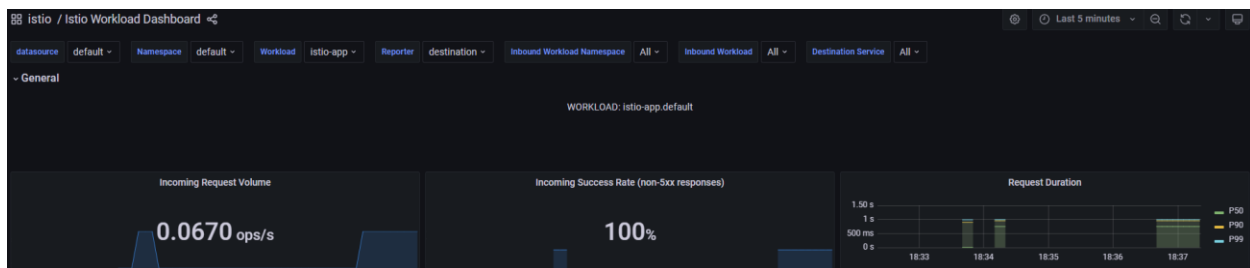 istio / Istio Workload Dashboard
Last 5 minutes
datasource default Namespace default Workload istio-app Reporter destination Inbound Workload Namespace All Inbound Workload All Destination Service All
General
WORKLOAD: istio-app.default
Incoming Request Volume
0.0670 ops/s
Incoming Success Rate (non-5xx responses)
100%
Request Duration
1.50 s
1 s
500 ms
0 s
18:33 18:34 18:35 18:36 18:37
P50
P90
P99